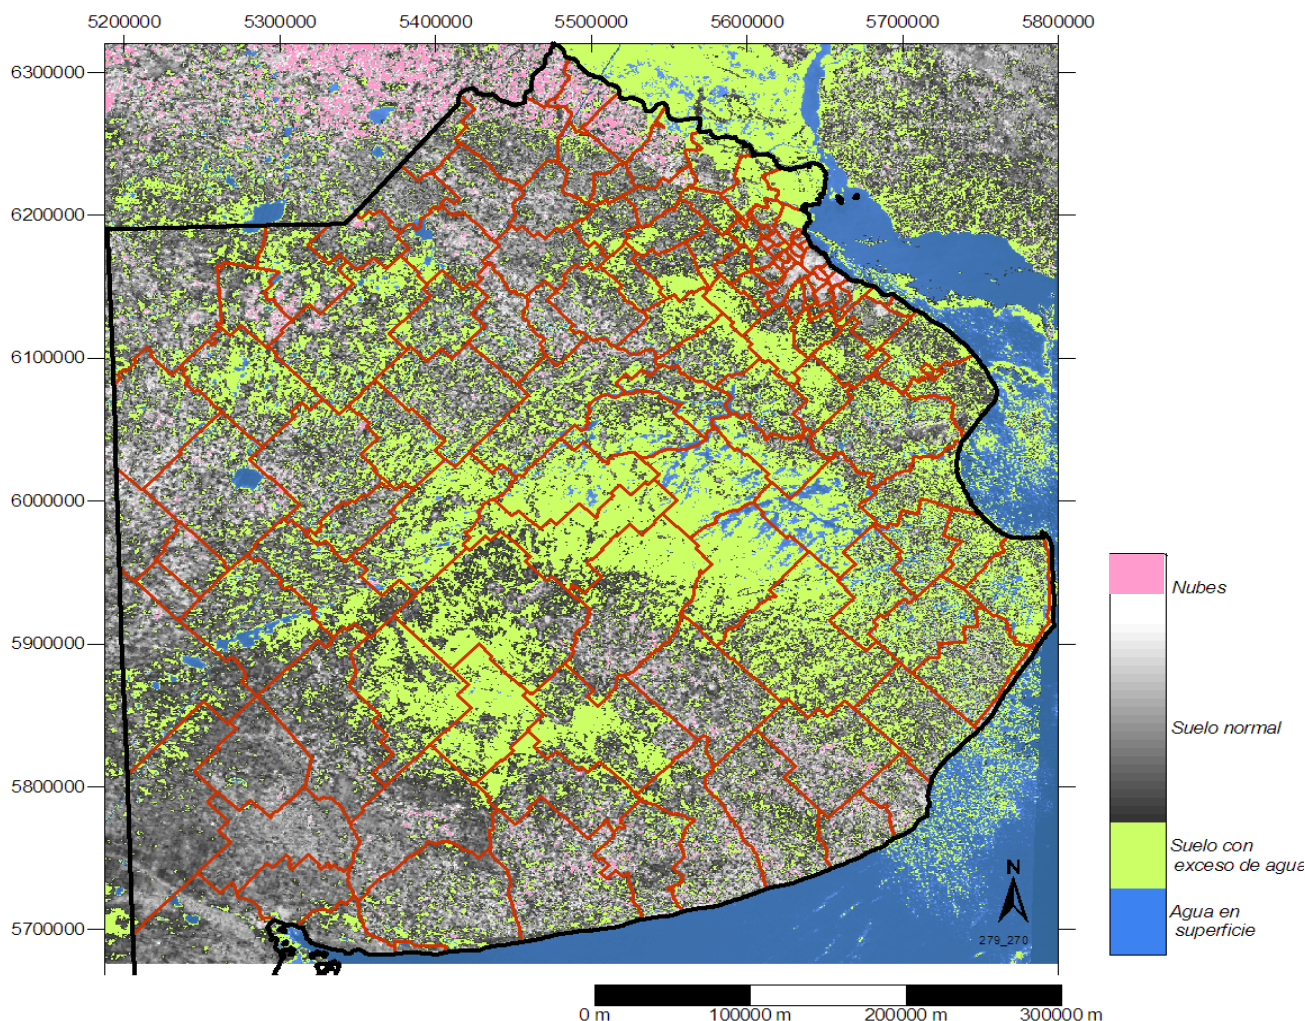 5200000 5300000 5400000 5500000 5600000 5700000 5800000
6300000
6200000
6100000
6000000
5900000
5800000
5700000
Nubes
Suelo normal
Suelo con
exceso de agua
Agua en
superficie
N
279_270
0 m 100000 m 200000 m 300000 m